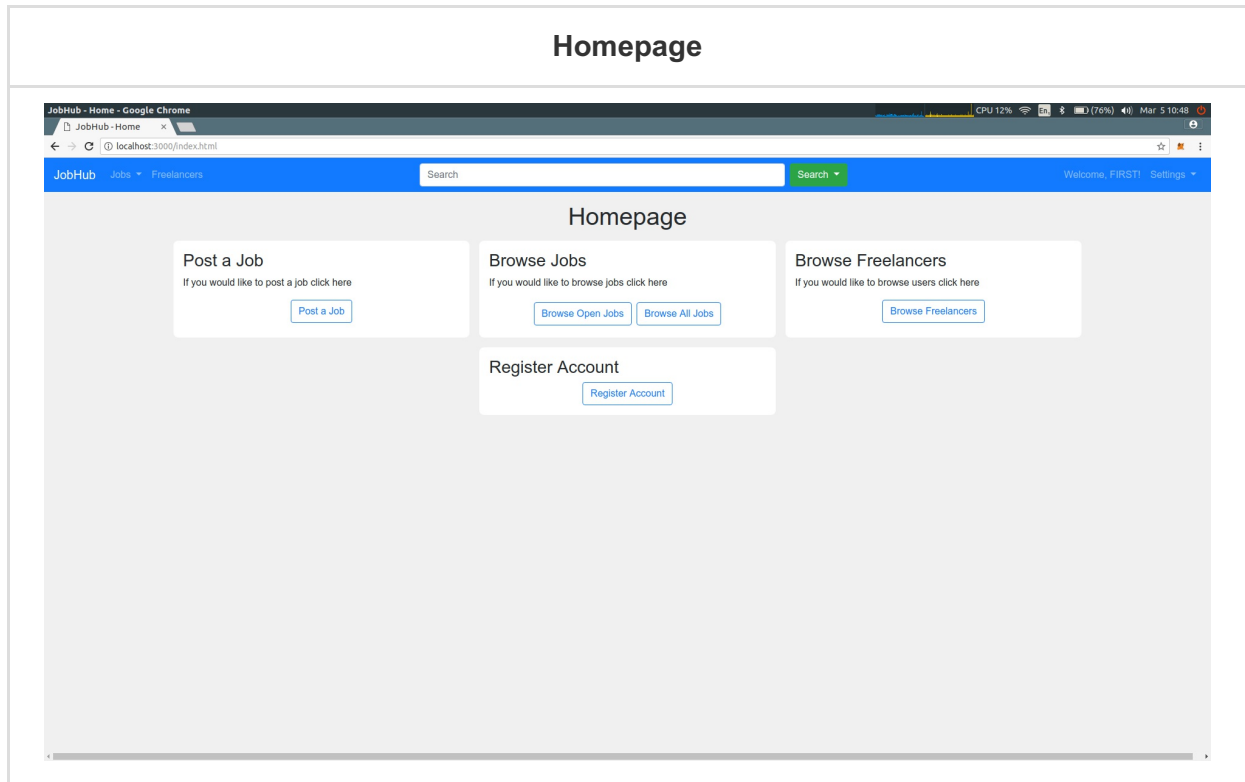 Homepage
JobHub - Home - Google Chrome CPU 12% En (76%) Mar 5 10:48
JobHub - Home ×
localhost:3000/index.html
JobHub Jobs Freelancers Search Search Welcome, FIRST! Settings
Homepage
Post a Job
If you would like to post a job click here
Post a Job
Browse Jobs
If you would like to browse jobs click here
Browse Open Jobs Browse All Jobs
Browse Freelancers
If you would like to browse users click here
Browse Freelancers
Register Account
Register Account